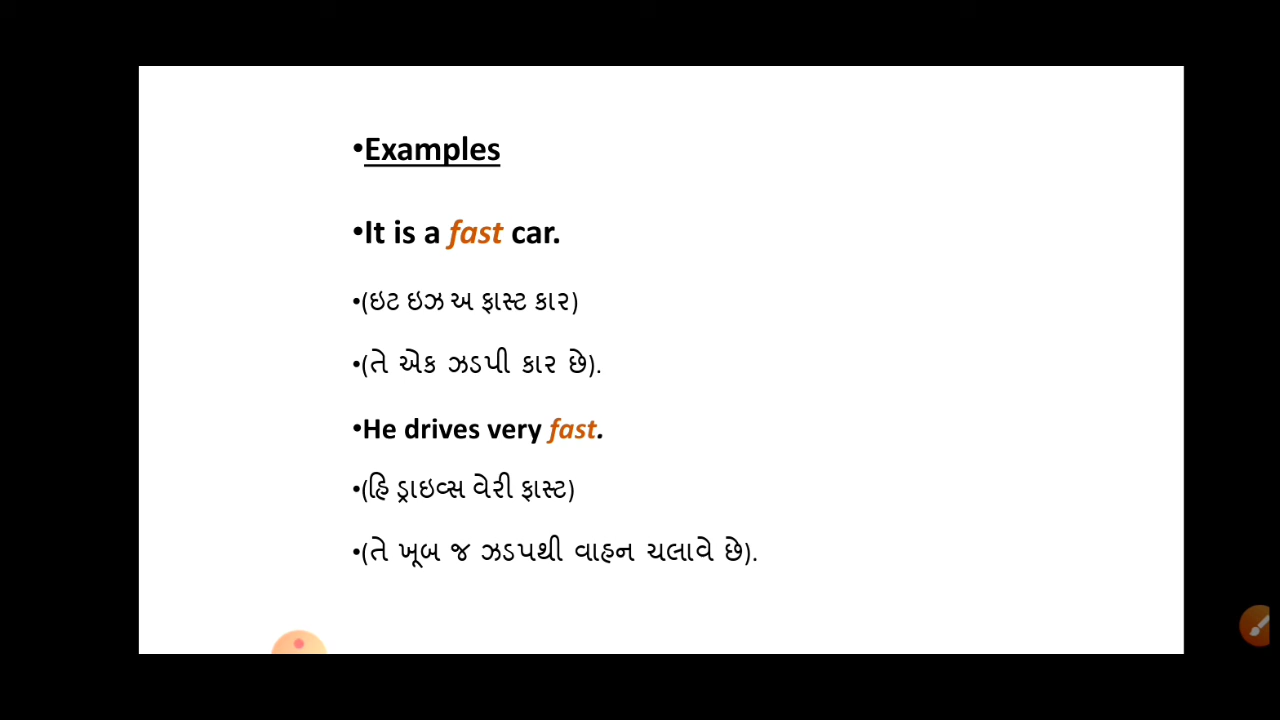 •Examples
•It is a fast car.
•(ઇટ ઇઝ અ ફાસ્ટ કાર)
•(તે એક ઝડપી કાર છે).
•He drives very fast.
•(હિ ડ્રાઇવ્સ વેરી ફાસ્ટ)
•(તે ખૂબ જ ઝડપથી વાહન ચલાવે છે).